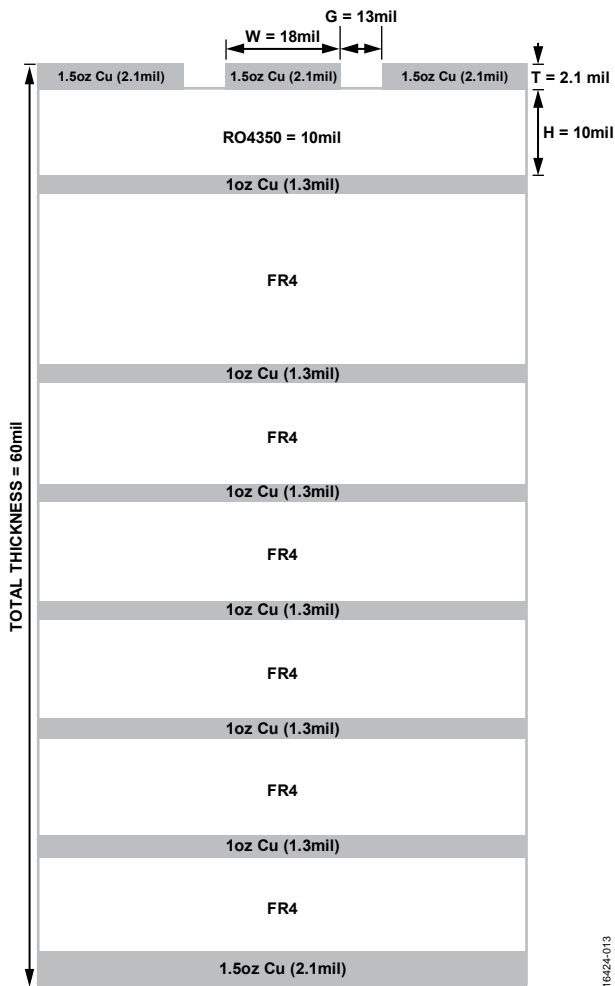 G = 13mil
W = 18mil
1.5oz Cu (2.1mil)
1.5oz Cu (2.1mil)
1.5oz Cu (2.1mil)
T = 2.1 mil
RO4350 = 10mil
H = 10mil
1oz Cu (1.3mil)
FR4
1oz Cu (1.3mil)
FR4
1oz Cu (1.3mil)
FR4
1oz Cu (1.3mil)
FR4
1oz Cu (1.3mil)
FR4
1oz Cu (1.3mil)
FR4
1.5oz Cu (2.1mil)
TOTAL THICKNESS = 60mil
16424-013